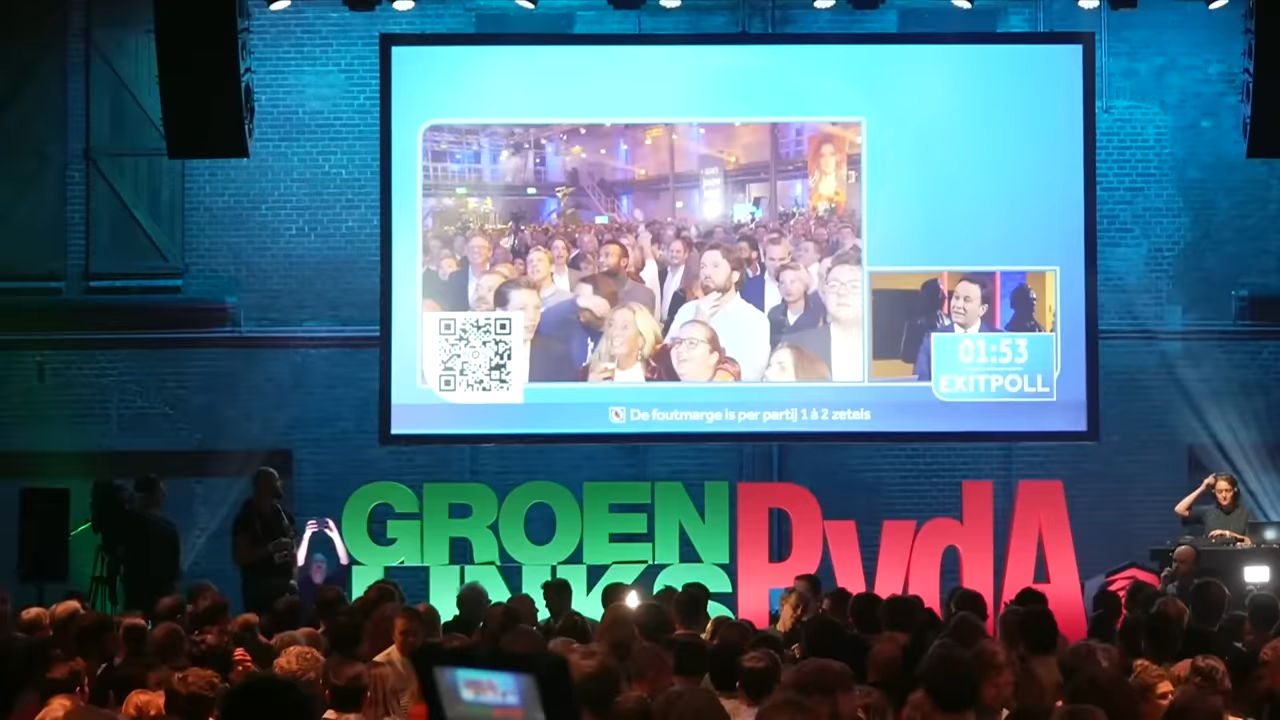 01:53
EXITPOLL
De foutmarge is per partij 1 à 2 zetels
GROEN
LINKS
PvdA